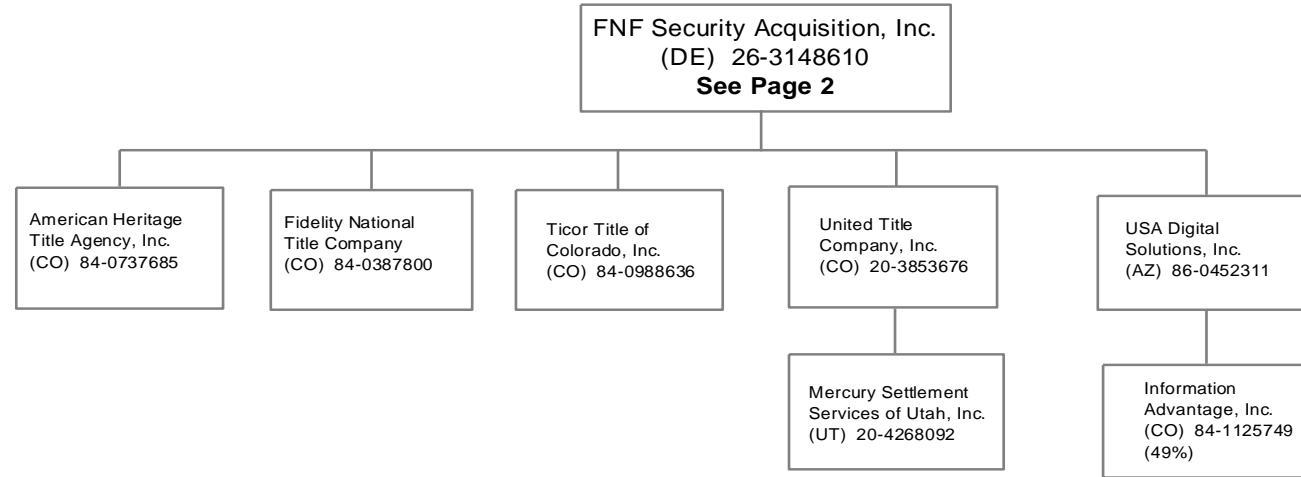 FNF Security Acquisition, Inc.
(DE) 26-3148610
See Page 2
American Heritage
Title Agency, Inc.
(CO) 84-0737685
Fidelity National
Title Company
(CO) 84-0387800
Ticor Title of
Colorado, Inc.
(CO) 84-0988636
United Title
Company, Inc.
(CO) 20-3853676
USA Digital
Solutions, Inc.
(AZ) 86-0452311
Mercury Settlement
Services of Utah, Inc.
(UT) 20-4268092
Information
Advantage, Inc.
(CO) 84-1125749
(49%)